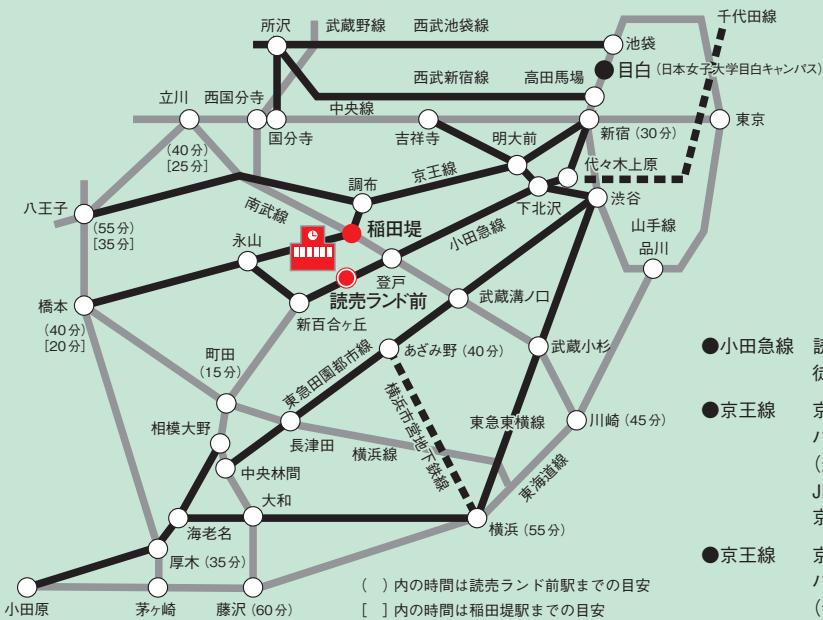 千代田線
所沢
武蔵野線
西武池袋線
池袋
目白 (日本女子大学目白キャンパス)
西武新宿線
高田馬場
立川
西国分寺
中央線
国分寺
吉祥寺
明大前
新宿 (30分)
東京
(40分)
[25分]
代々木上原
京王線
調布
下北沢
渋谷
八王子
(55分)
[35分]
南武線
稲田堤
小田急線
山手線
品川
永山
登戸
読売ランド前
新百合ヶ丘
武蔵溝ノ口
橋本
(40分)
[20分]
町田
(15分)
あざみ野 (40分)
武蔵小杉
東急田園都市線
横浜市営地下鉄線
東急東横線
川崎 (45分)
相模大野
長津田
横浜線
中央林間
東海道線
大和
海老名
横浜 (55分)
厚木 (35分)
小田原
茅ヶ崎
藤沢 (60分)
( ) 内の時間は読売ランド前駅までの目安
[ ] 内の時間は稲田堤駅までの目安
●小田急線 読
徒
●京王線 京
バ
(
JR
京
●京王線 京
バ
(